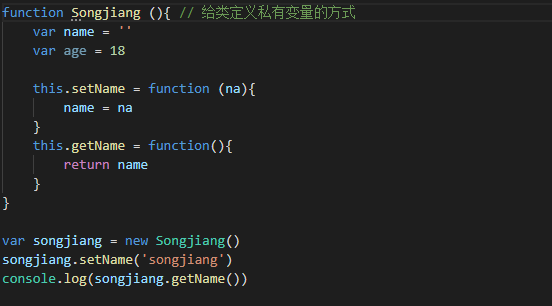 function Songjiang (){ // 给类定义私有变量的方式
    var name = ''
    var age = 18
    this.setName = function (na){
        name = na
    }
    this.getName = function(){
        return name
    }
}
var songjiang = new Songjiang()
songjiang.setName('songjiang')
console.log(songjiang.getName())